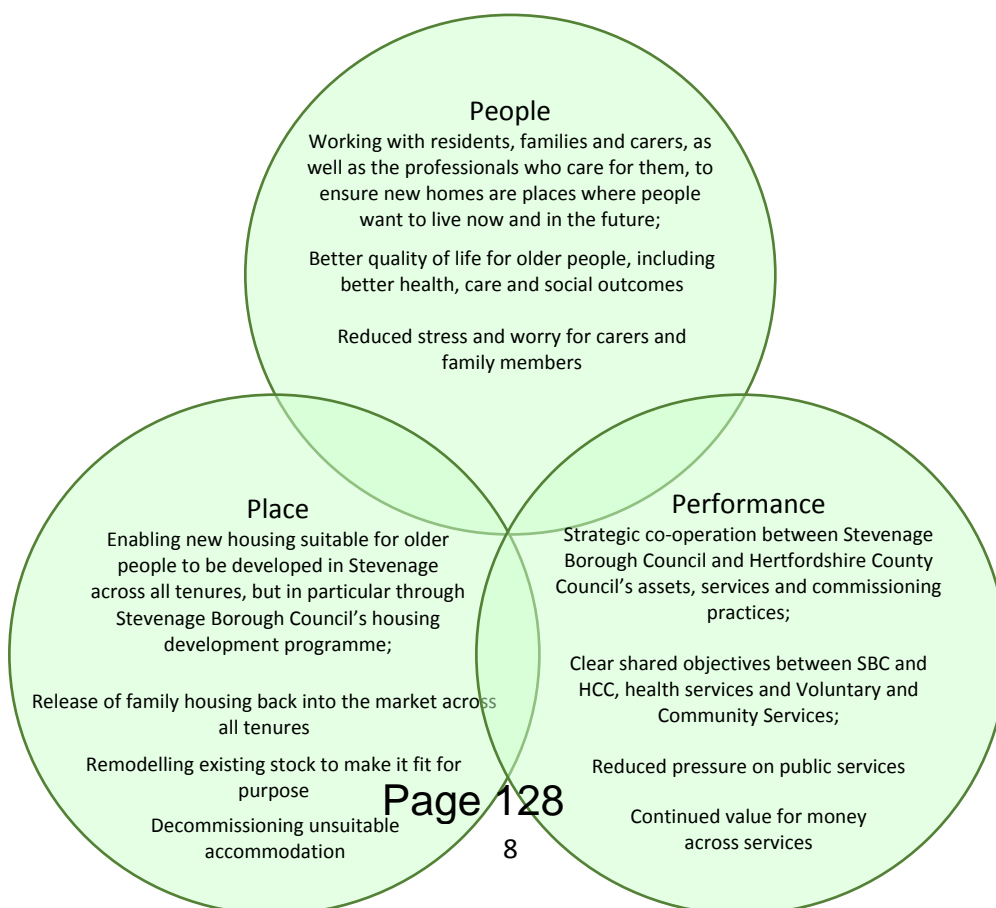 People
Working with residents, families and carers, as
well as the professionals who care for them, to
ensure new homes are places where people
want to live now and in the future;
Better quality of life for older people, including
better health, care and social outcomes
Reduced stress and worry for carers and
family members
Place
Enabling new housing suitable for older
people to be developed in Stevenage
across all tenures, but in particular through
Stevenage Borough Council’s housing
development programme;
Release of family housing back into the market across
all tenures
Remodelling existing stock to make it fit for
purpose
Decommissioning unsuitable
accommodation
Performance
Strategic co-operation between Stevenage
Borough Council and Hertfordshire County
Council’s assets, services and commissioning
practices;
Clear shared objectives between SBC and
HCC, health services and Voluntary and
Community Services;
Reduced pressure on public services
Continued value for money
across services
Page 128
8